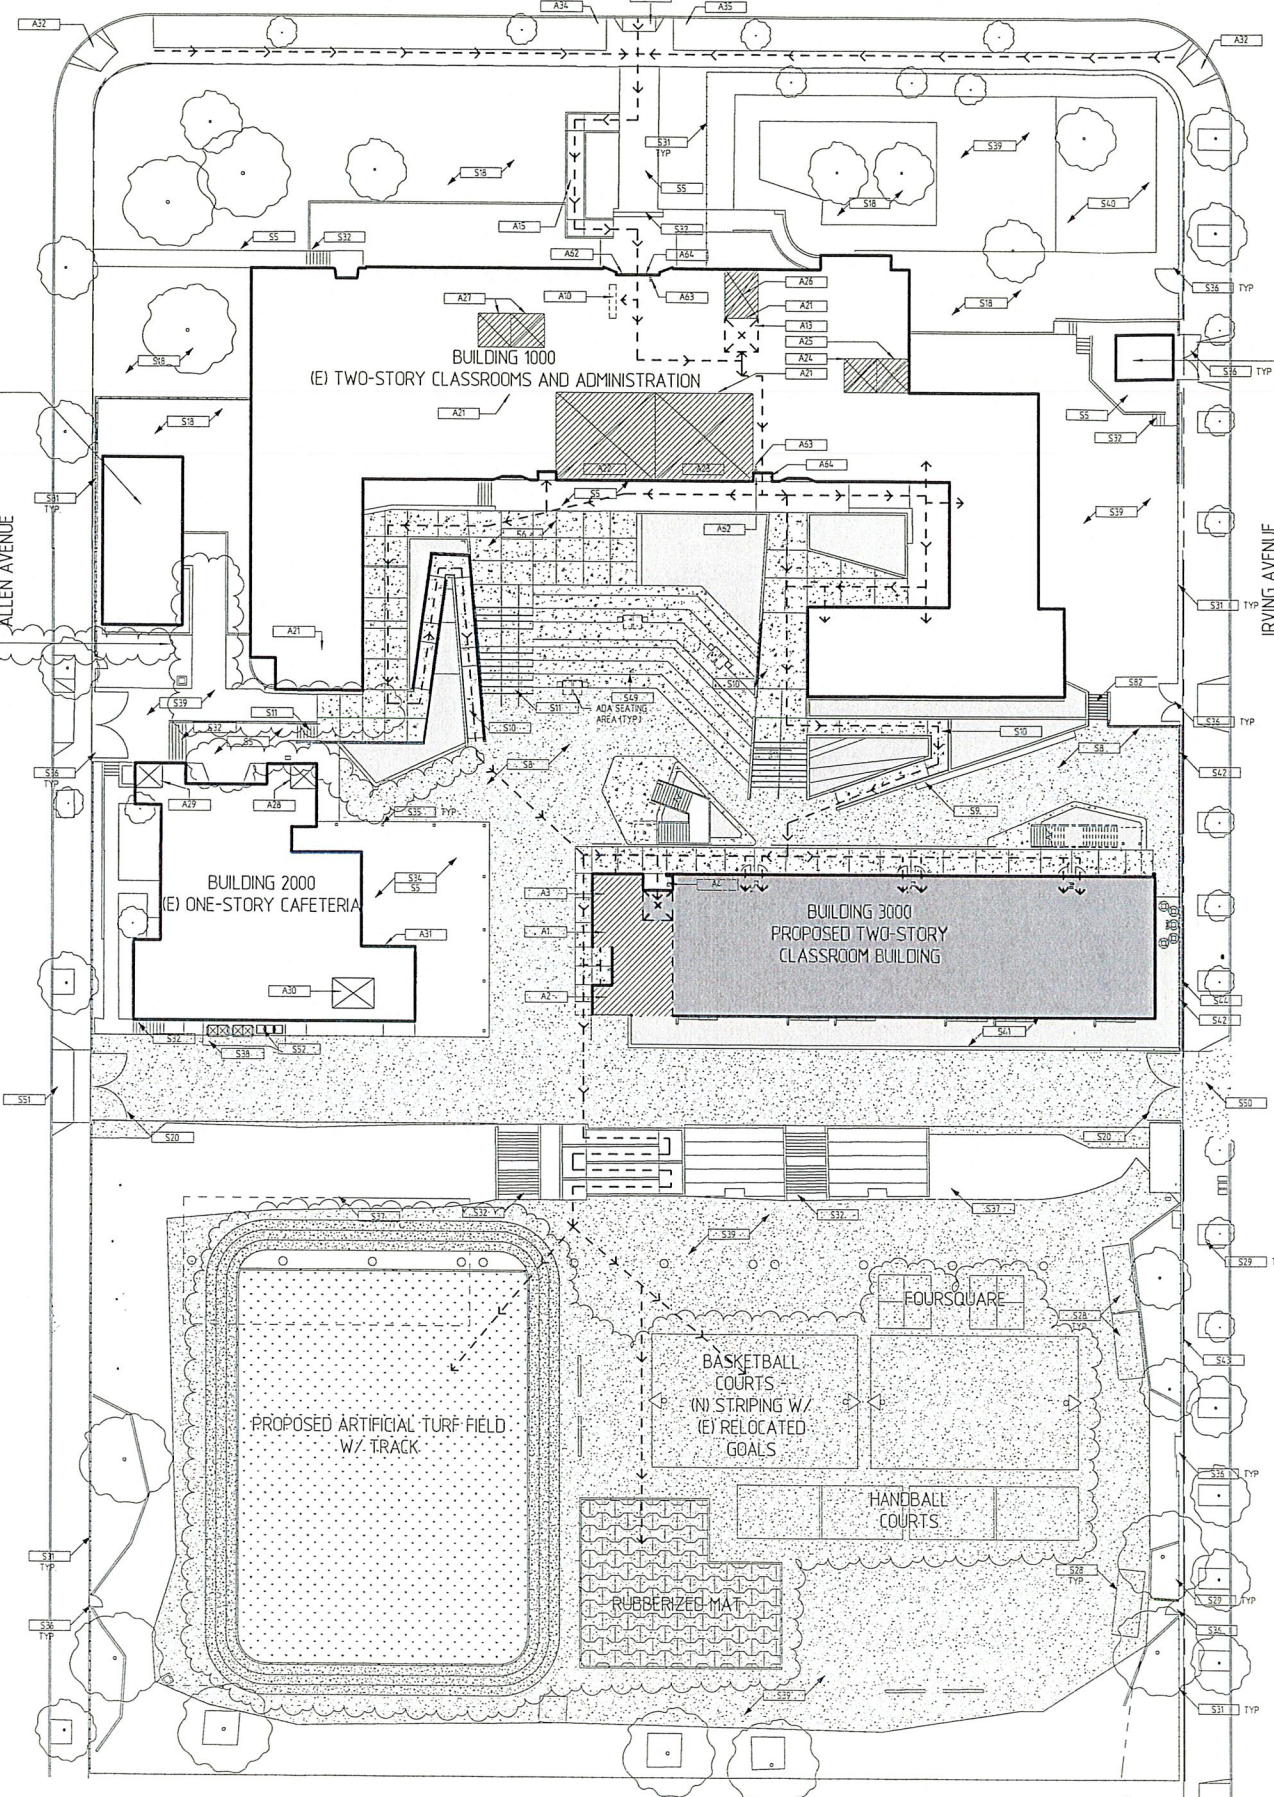 A34
A35
A32
A32
S31
TYP
S39
S18
S5
S18
S40
A15
S5
S32
S32
A62
A64
S36 TYP
A26
A10
A63
A27
A21
S18
A13
BUILDING 1000
A25
S18
(E) TWO-STORY CLASSROOMS AND ADMINISTRATION
A24
A21
S36 TYP
A21
S5
S18
S32
A63
A22
A23
A64
S31
TYP.
S5
S39
ALLEN AVENUE
S6
A62
IRVING AVENUE
S31 TYP
A21
S10
S82
S39
S49
S11
S11
ADA SEATING
AREA (TYP.)
S36 TYP
S32
S10
S10
S5
S8
S8
S36
TYP
S42
A29
A28
S35 TYP
S9
BUILDING 2000
(E) ONE-STORY CAFETERIA
S34
S5
A3
BUILDING 3000
PROPOSED TWO-STORY
CLASSROOM BUILDING
A1
A31
A30
A2
S44
S42
S32
S38
S52
S41
S51
S50
S20
S20
S37
S32
S32
S37
S39
S29
FOURSQUARE
S28
TYP
BASKETBALL
COURTS -
(N) STRIPING W/
(E) RELOCATED
GOALS
S43
PROPOSED ARTIFICIAL TURF FIELD
W/ TRACK
S36 TYP
HANDBALL
COURTS
S31
TYP
S28
TYP
RUBBERIZED MAT
S29 TYP
S36
TYP
S36
S39
S31 TYP